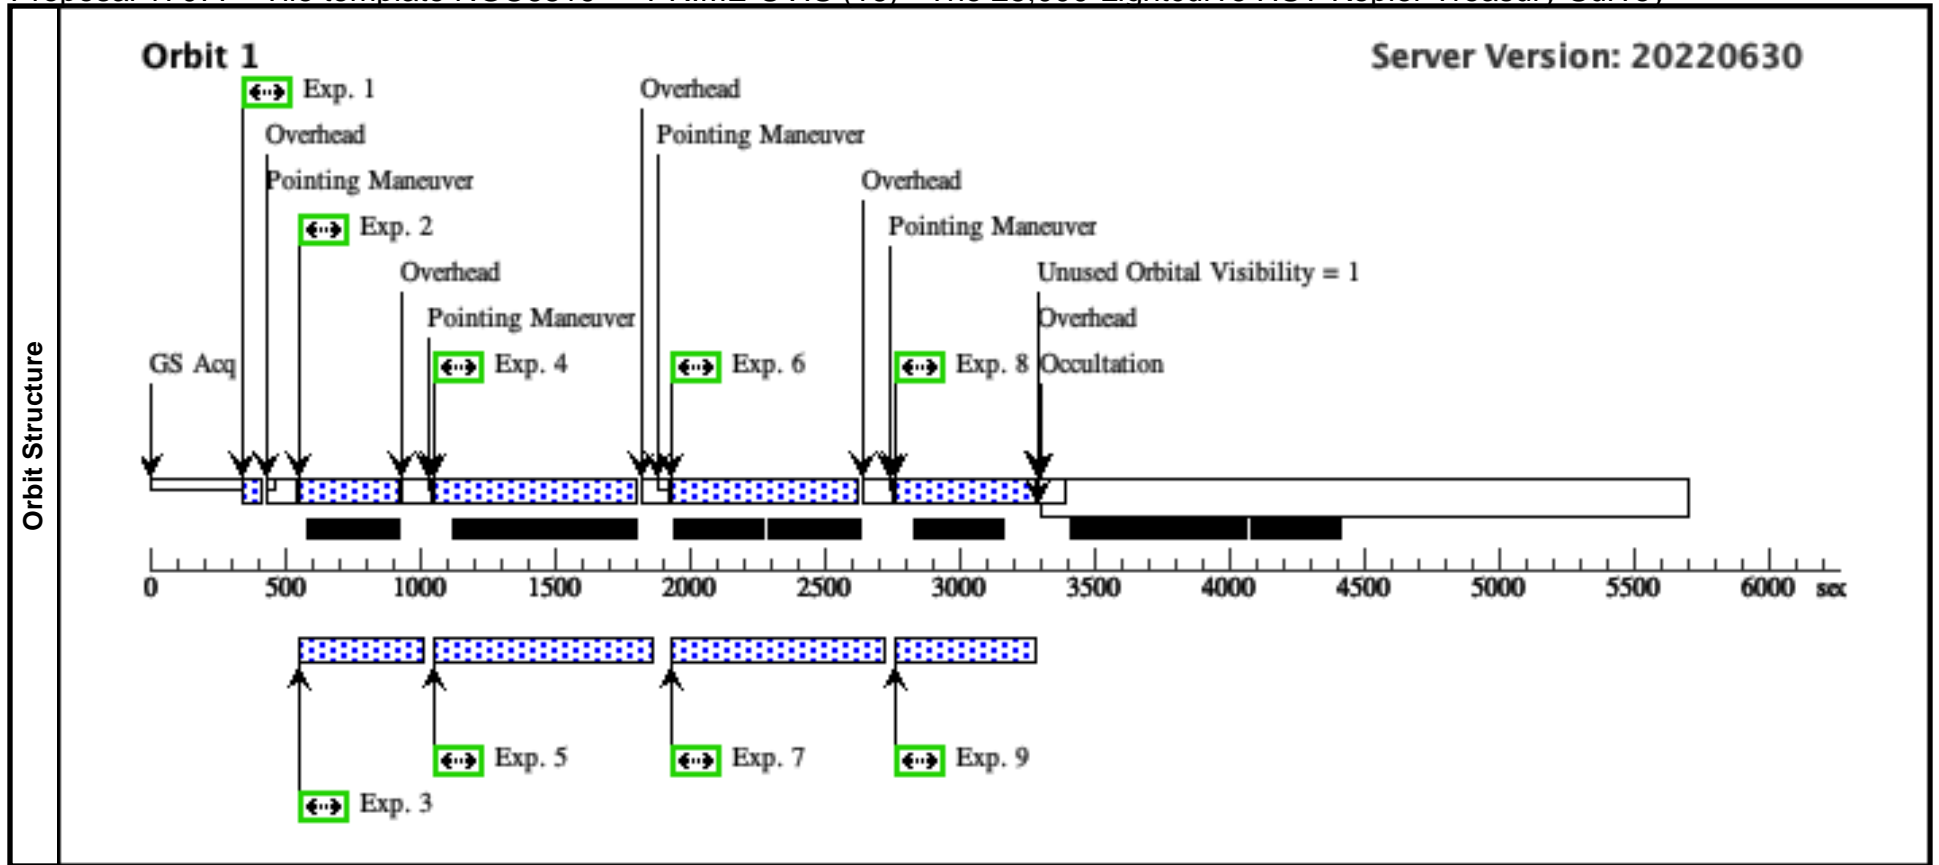 Orbit 1
Server Version: 20220630
Exp. 1
Overhead
Overhead
Pointing Maneuver
Pointing Maneuver
Overhead
Exp. 2
Pointing Maneuver
Overhead
Unused Orbital Visibility = 1
Pointing Maneuver
Overhead
GS Acq
Exp. 4
Exp. 6
Exp. 8
Occultation
Orbit Structure
0 500 1000 1500 2000 2500 3000 3500 4000 4500 5000 5500 6000 sec
Exp. 5
Exp. 7
Exp. 9
Exp. 3